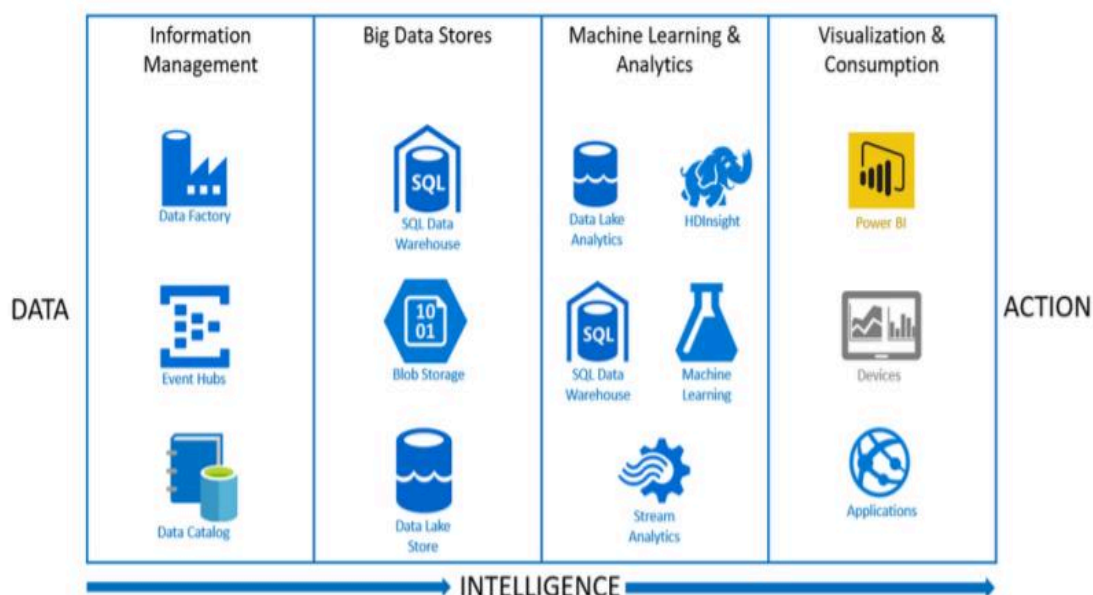 Information
Management
Big Data Stores
Machine Learning &
Analytics
Visualization &
Consumption
Data Factory
SQL
SQL Data
Warehouse
Data Lake
Analytics
HDInsight
Power BI
DATA
Event Hubs
10
01
Blob Storage
SQL
SQL Data
Warehouse
Machine
Learning
Devices
ACTION
Data Catalog
Data Lake
Store
Stream
Analytics
Applications
INTELLIGENCE